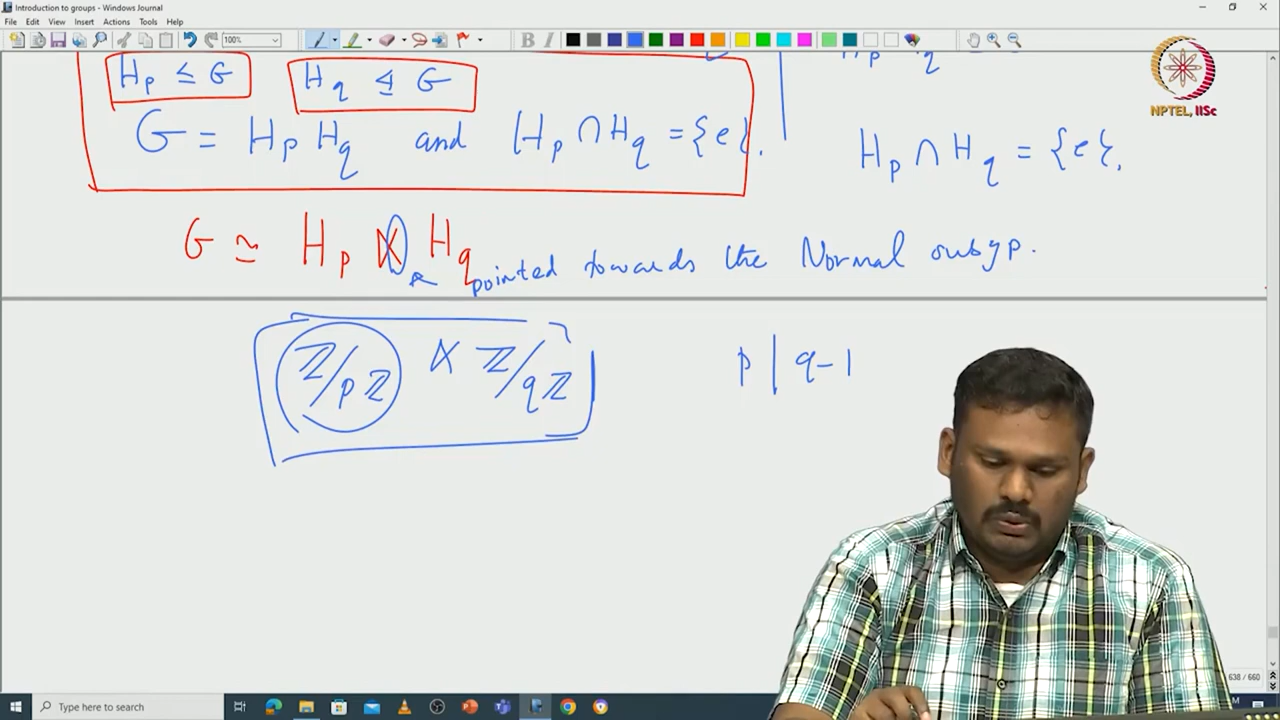 Introduction to groups - Windows Journal
File Edit View Insert Actions Tools Help
100%
B I
H_p ≤ G H_q ⊴ G
G = H_p H_q and H_p ∩ H_q = {e}.
H_p ∩ H_q = {e}.
G ≃ H_p ⋉ H_q pointed towards the Normal subgp.
ℤ/pℤ ⋉ ℤ/qℤ p | q-1
NPTEL, IISc
638 / 660
Type here to search